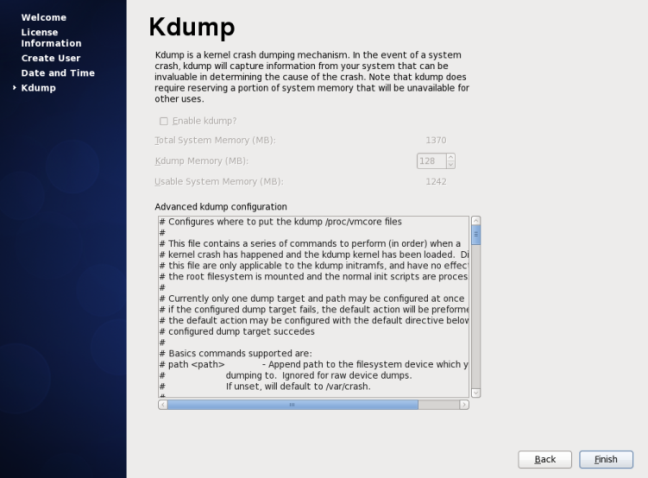 Welcome
License
Information
Create User
Date and Time
Kdump
Kdump
Kdump is a kernel crash dumping mechanism. In the event of a system
crash, kdump will capture information from your system that can be
invaluable in determining the cause of the crash. Note that kdump does
require reserving a portion of system memory that will be unavailable for
other uses.
Enable kdump?
Total System Memory (MB): 1370
Kdump Memory (MB): 128
Usable System Memory (MB): 1242
Advanced kdump configuration
# Configures where to put the kdump /proc/vmcore files
#
# This file contains a series of commands to perform (in order) when a
# kernel crash has happened and the kdump kernel has been loaded. Di
# this file are only applicable to the kdump initramfs, and have no effec
# the root filesystem is mounted and the normal init scripts are proces
#
# Currently only one dump target and path may be configured at once
# if the configured dump target fails, the default action will be preforme
# the default action may be configured with the default directive below
# configured dump target succedes
#
# Basics commands supported are:
# path <path> - Append path to the filesystem device which y
# dumping to. Ignored for raw device dumps.
# If unset, will default to /var/crash.
#
Back
Finish